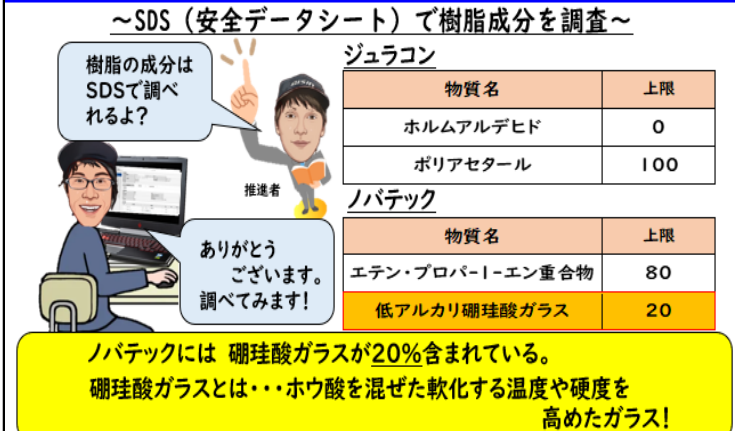 ～SDS（安全データシート）で樹脂成分を調査～
樹脂の成分は
SDSで調べ
れるよ？
推進者
ありがとう
ございます。
調べてみます！
ジュラコン
物質名 上限
ホルムアルデヒド 0
ポリアセタール 100
ノバテック
物質名 上限
エテン・プロパ-1-エン重合物 80
低アルカリ硼珪酸ガラス 20
ノバテックには 硼珪酸ガラスが20%含まれている。
硼珪酸ガラスとは・・・ホウ酸を混ぜた軟化する温度や硬度を
高めたガラス！